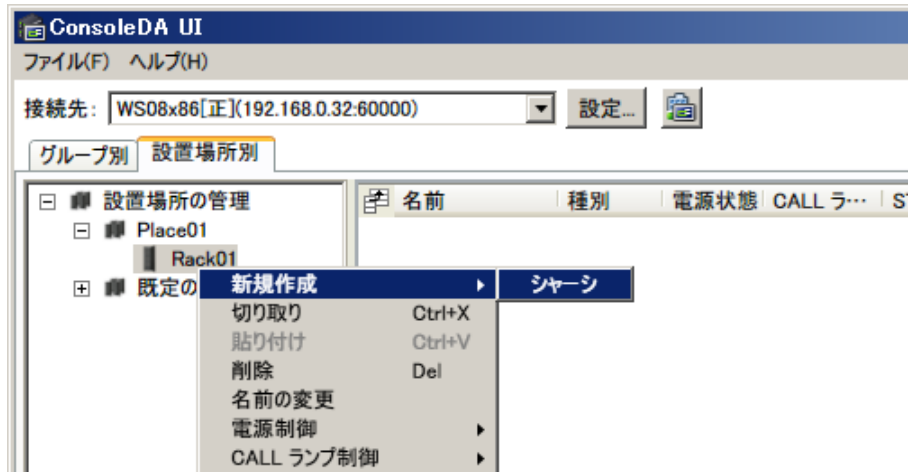 ConsoleDA UI
ファイル(F) ヘルプ(H)
接続先: WS08x86[正](192.168.0.32:60000) 設定...
グループ別 設置場所別
設置場所の管理
Place01
Rack01
既定の
名前 種別 電源状態 CALL ラ… S
新規作成 シャーシ
切り取り Ctrl+X
貼り付け Ctrl+V
削除 Del
名前の変更
電源制御
CALL ランプ制御